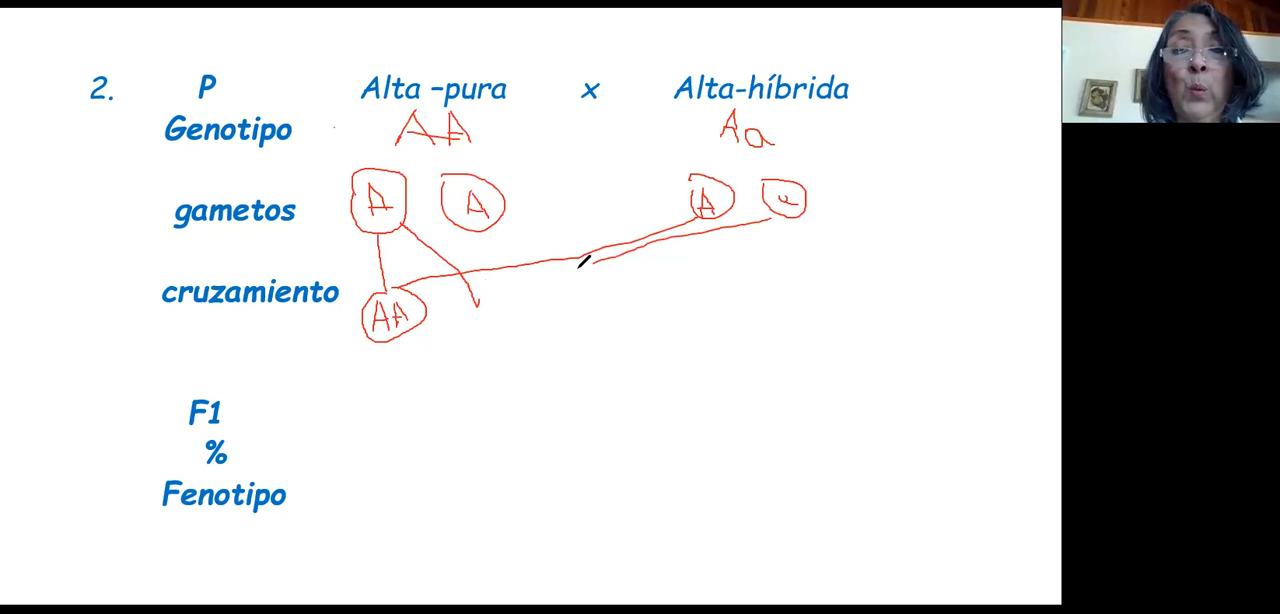 2. P Alta –pura x Alta-híbrida
Genotipo AA Aa
gametos A A A a
cruzamiento AA
F1
%
Fenotipo